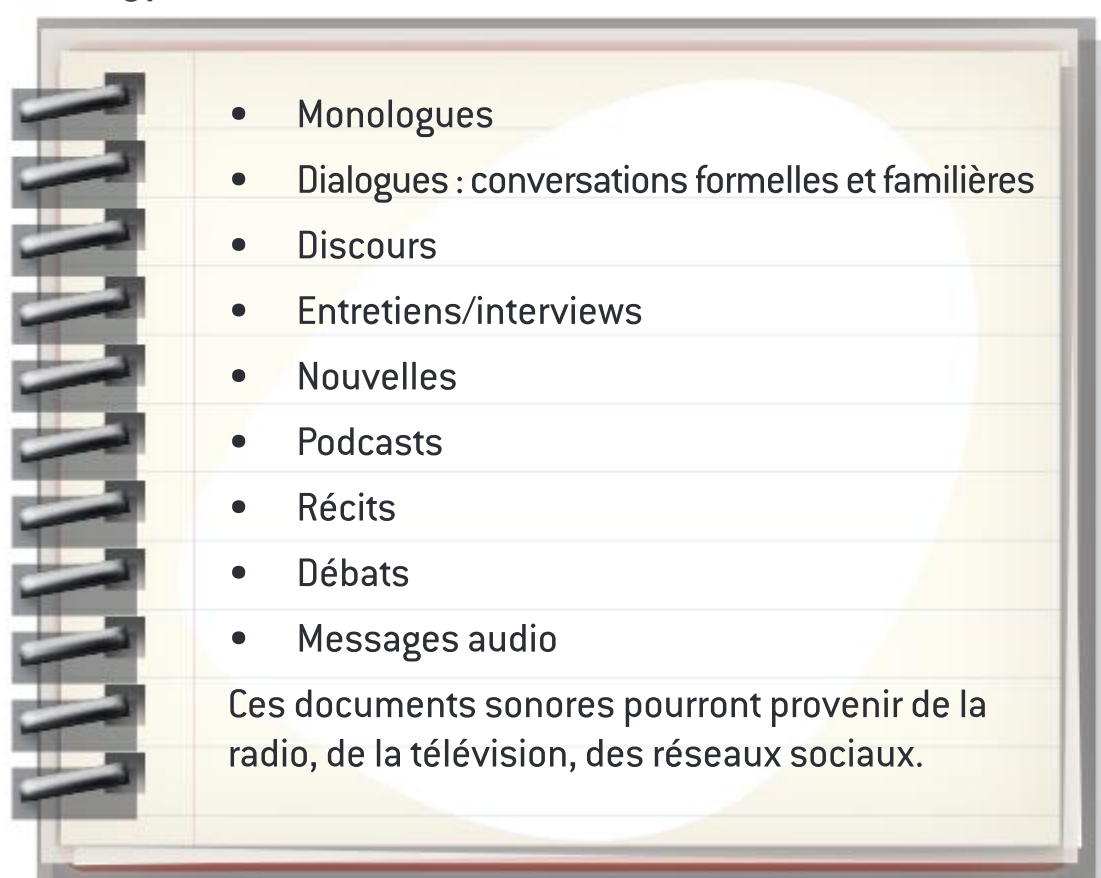 • Monologues
• Dialogues : conversations formelles et familières
• Discours
• Entretiens/interviews
• Nouvelles
• Podcasts
• Récits
• Débats
• Messages audio
Ces documents sonores pourront provenir de la
radio, de la télévision, des réseaux sociaux.